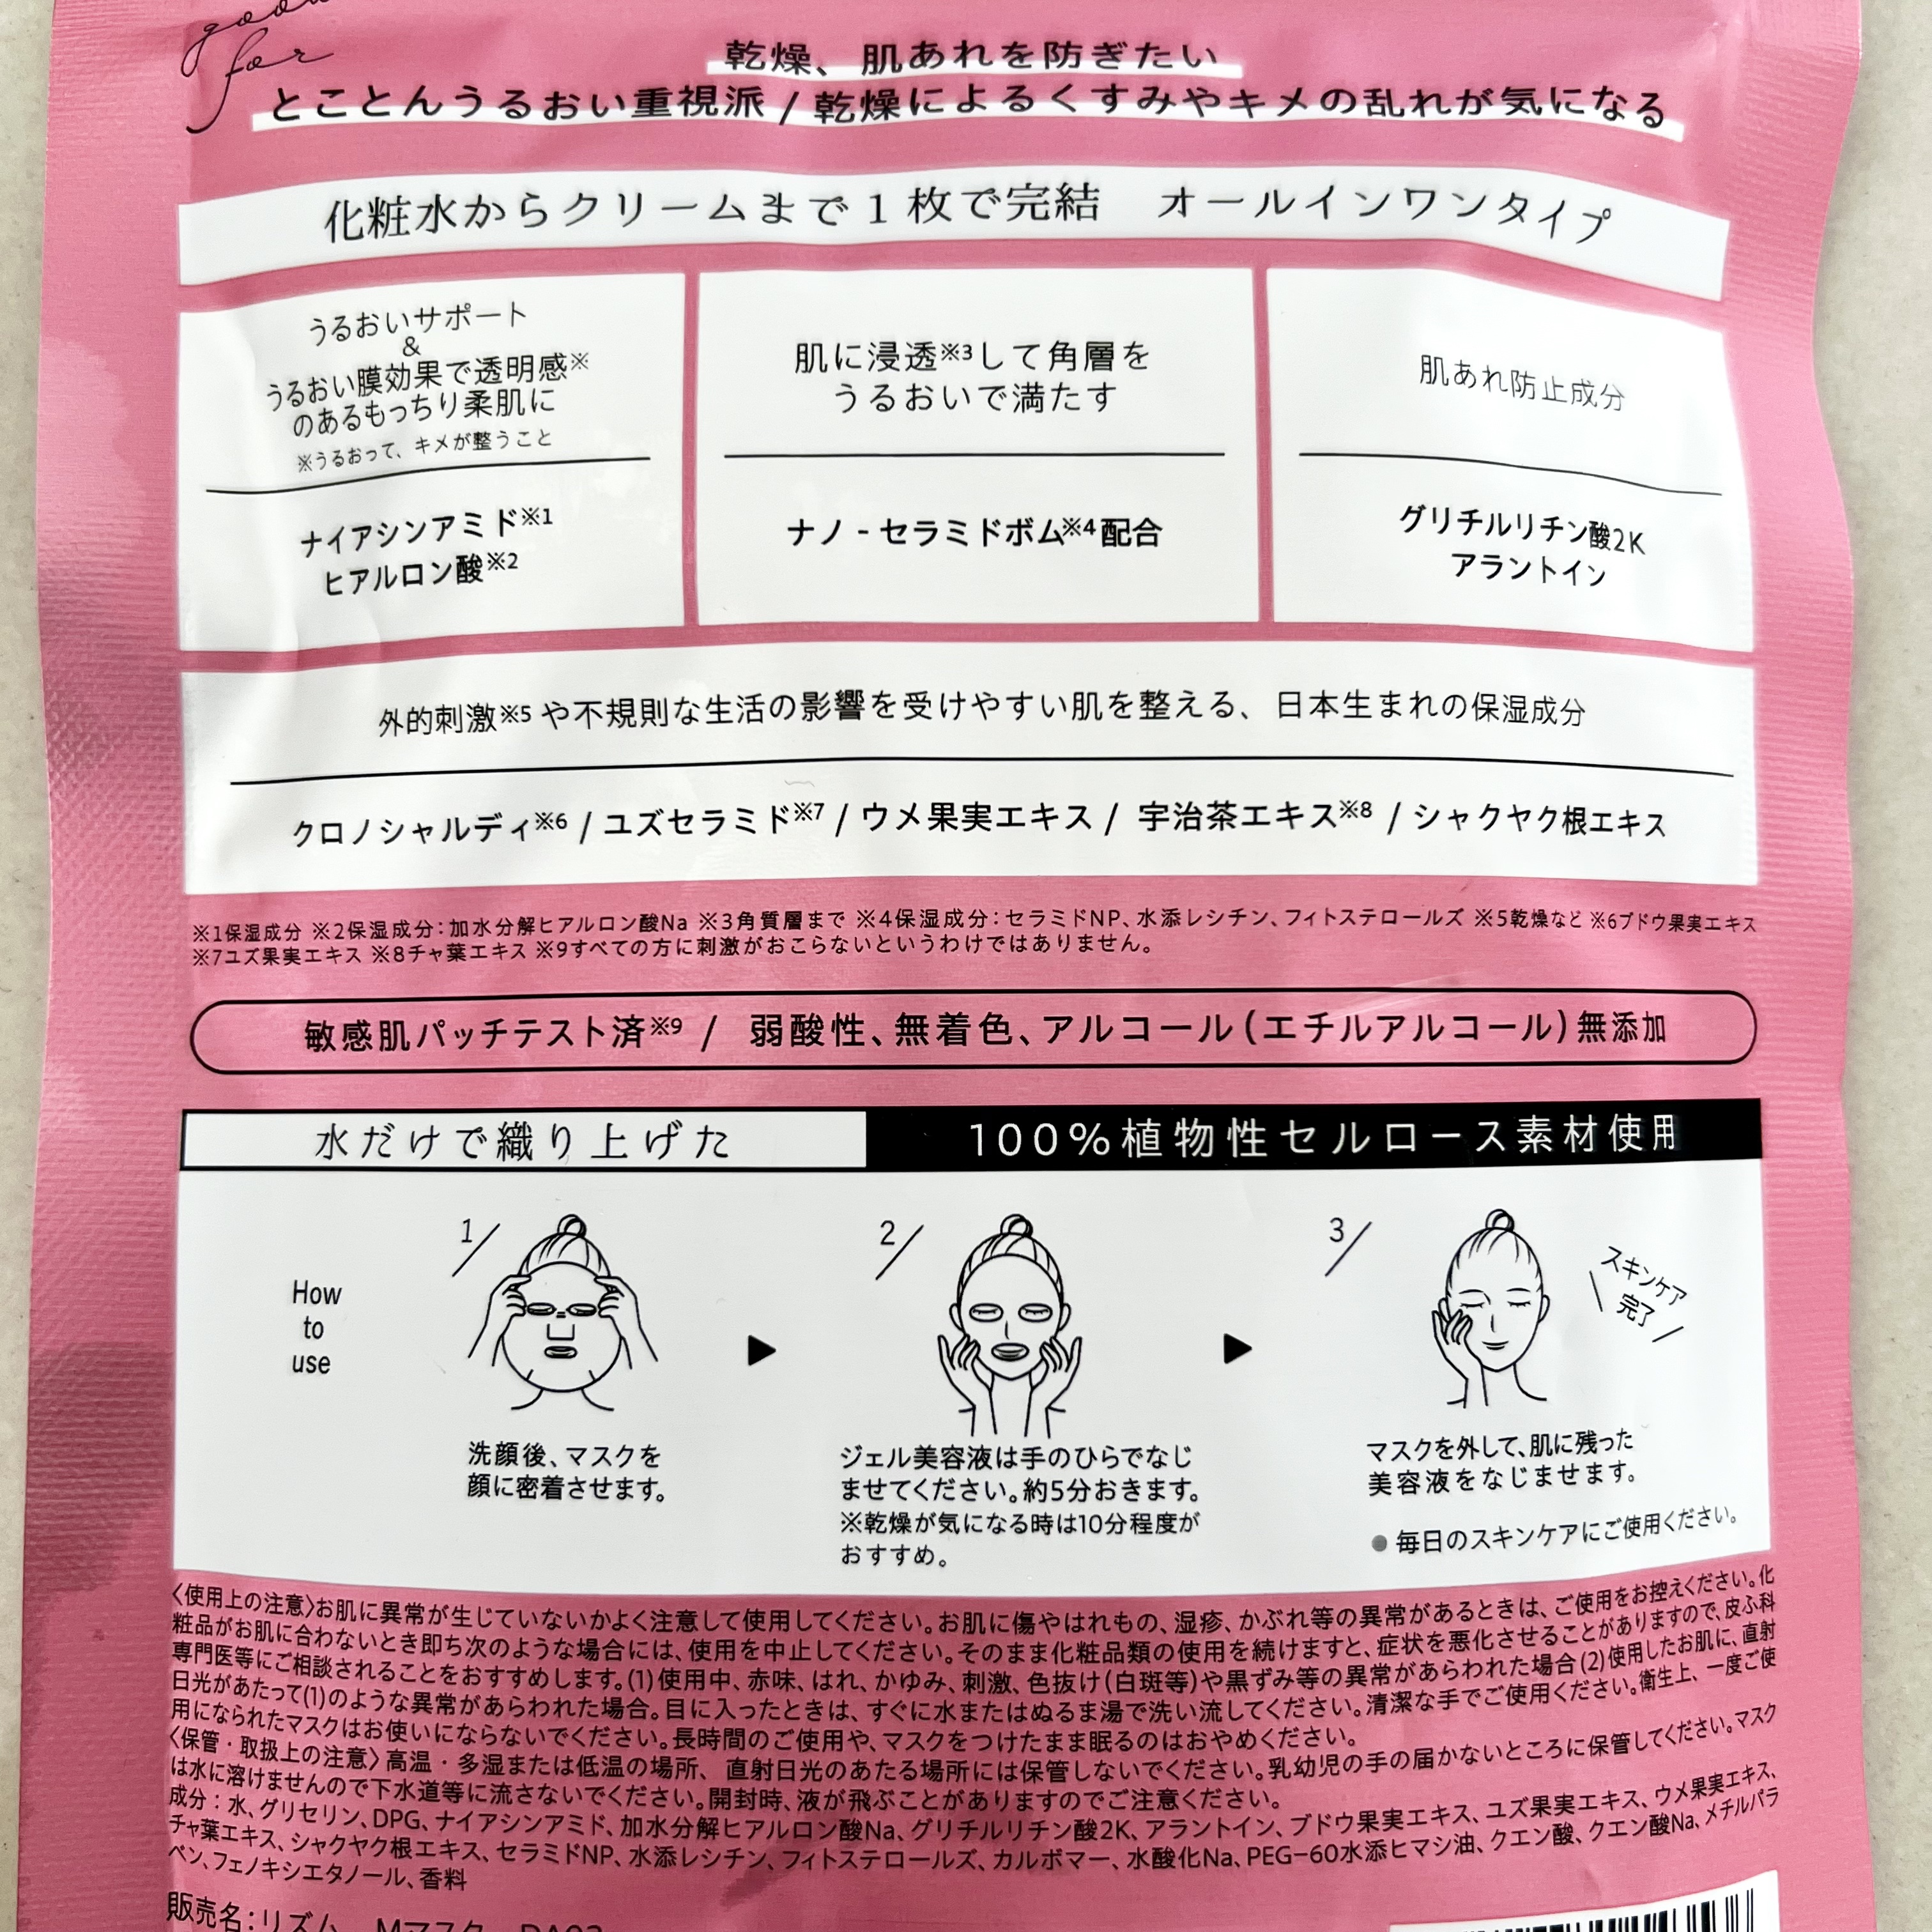 good
for
乾燥、肌あれを防ぎたい
とことんうるおい重視派 / 乾燥によるくすみやキメの乱れが気になる
化粧水からクリームまで1枚で完結　オールインワンタイプ
うるおいサポート
&
うるおい膜効果で透明感※
のあるもっちり柔肌に
※うるおって、キメが整うこと
ナイアシンアミド※1
ヒアルロン酸※2
肌に浸透※3して角層を
うるおいで満たす
ナノ - セラミドボム※4配合
肌あれ防止成分
グリチルリチン酸2K
アラントイン
外的刺激※5 や不規則な生活の影響を受けやすい肌を整える、日本生まれの保湿成分
クロノシャルディ※6 / ユズセラミド※7 / ウメ果実エキス / 宇治茶エキス※8 / シャクヤク根エキス
※1保湿成分 ※2保湿成分：加水分解ヒアルロン酸Na ※3角質層まで ※4保湿成分：セラミドNP、水添レシチン、フィトステロールズ ※5乾燥など ※6ブドウ果実エキス
※7ユズ果実エキス ※8チャ葉エキス ※9すべての方に刺激がおこらないというわけではありません。
敏感肌パッチテスト済※9 / 弱酸性、無着色、アルコール(エチルアルコール)無添加
水だけで織り上げた 100%植物性セルロース素材使用
How
to
use
1/
洗顔後、マスクを
顔に密着させます。
2/
ジェル美容液は手のひらでなじ
ませてください。約5分おきます。
※乾燥が気になる時は10分程度が
おすすめ。
3/
スキンケア
完了
マスクを外して、肌に残った
美容液をなじませます。
●毎日のスキンケアにご使用ください。
〈使用上の注意〉お肌に異常が生じていないかよく注意して使用してください。お肌に傷やはれもの、湿疹、かぶれ等の異常があるときは、ご使用をお控えください。化
粧品がお肌に合わないとき即ち次のような場合には、使用を中止してください。そのまま化粧品類の使用を続けますと、症状を悪化させることがありますので、皮ふ科
専門医等にご相談されることをおすすめします。(1)使用中、赤味、はれ、かゆみ、刺激、色抜け(白斑等)や黒ずみ等の異常があらわれた場合(2)使用したお肌に、直射
日光があたって(1)のような異常があらわれた場合。目に入ったときは、すぐに水またはぬるま湯で洗い流してください。清潔な手でご使用ください。衛生上、一度ご使
用になられたマスクはお使いにならないでください。長時間のご使用や、マスクをつけたまま眠るのはおやめください。
〈保管・取扱上の注意〉高温・多湿または低温の場所、直射日光のあたる場所には保管しないでください。乳幼児の手の届かないところに保管してください。マスク
は水に溶けませんので下水道等に流さないでください。開封時、液が飛ぶことがありますのでご注意ください。
成分：水、グリセリン、DPG、ナイアシンアミド、加水分解ヒアルロン酸Na、グリチルリチン酸2K、アラントイン、ブドウ果実エキス、ユズ果実エキス、ウメ果実エキス、
チャ葉エキス、シャクヤク根エキス、セラミドNP、水添レシチン、フィトステロールズ、カルボマー、水酸化Na、PEG-60水添ヒマシ油、クエン酸、クエン酸Na、メチルパラ
ベン、フェノキシエタノール、香料
販売名：リズム　Mマスク